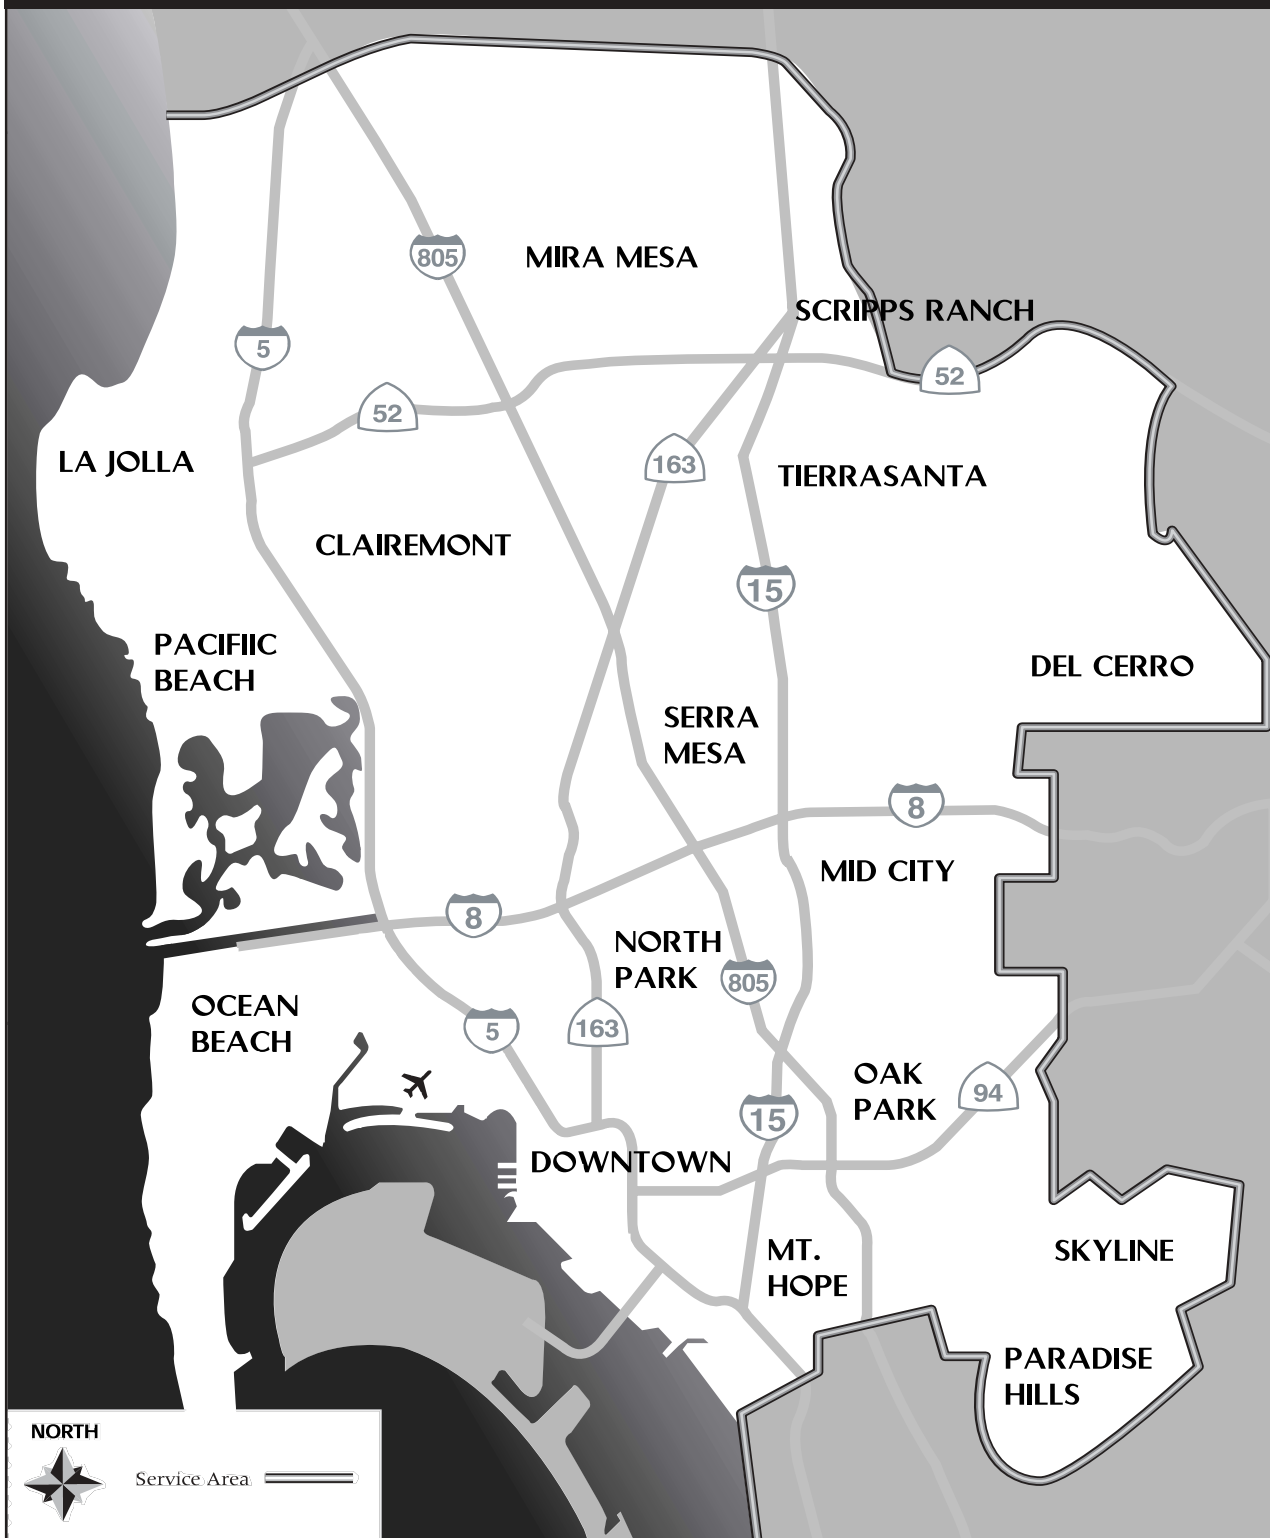 805
MIRA MESA
SCRIPPS RANCH
5
52
52
LA JOLLA
163
TIERRASANTA
CLAIREMONT
15
PACIFIIC
BEACH
DEL CERRO
SERRA
MESA
8
MID CITY
8
NORTH
PARK
805
OCEAN
BEACH
5
163
OAK
PARK
94
15
DOWNTOWN
MT.
HOPE
SKYLINE
PARADISE
HILLS
NORTH
Service Area